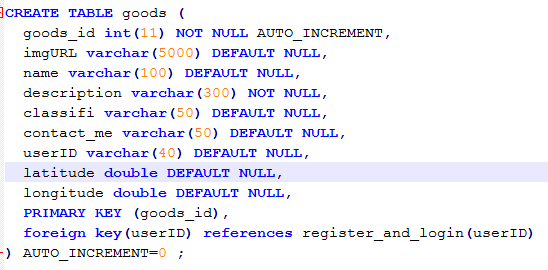 CREATE TABLE goods (
goods_id int(11) NOT NULL AUTO_INCREMENT,
imgURL varchar(5000) DEFAULT NULL,
name varchar(100) DEFAULT NULL,
description varchar(300) NOT NULL,
classifi varchar(50) DEFAULT NULL,
contact_me varchar(50) DEFAULT NULL,
userID varchar(40) DEFAULT NULL,
latitude double DEFAULT NULL,
longitude double DEFAULT NULL,
PRIMARY KEY (goods_id),
foreign key(userID) references register_and_login(userID)
) AUTO_INCREMENT=0 ;